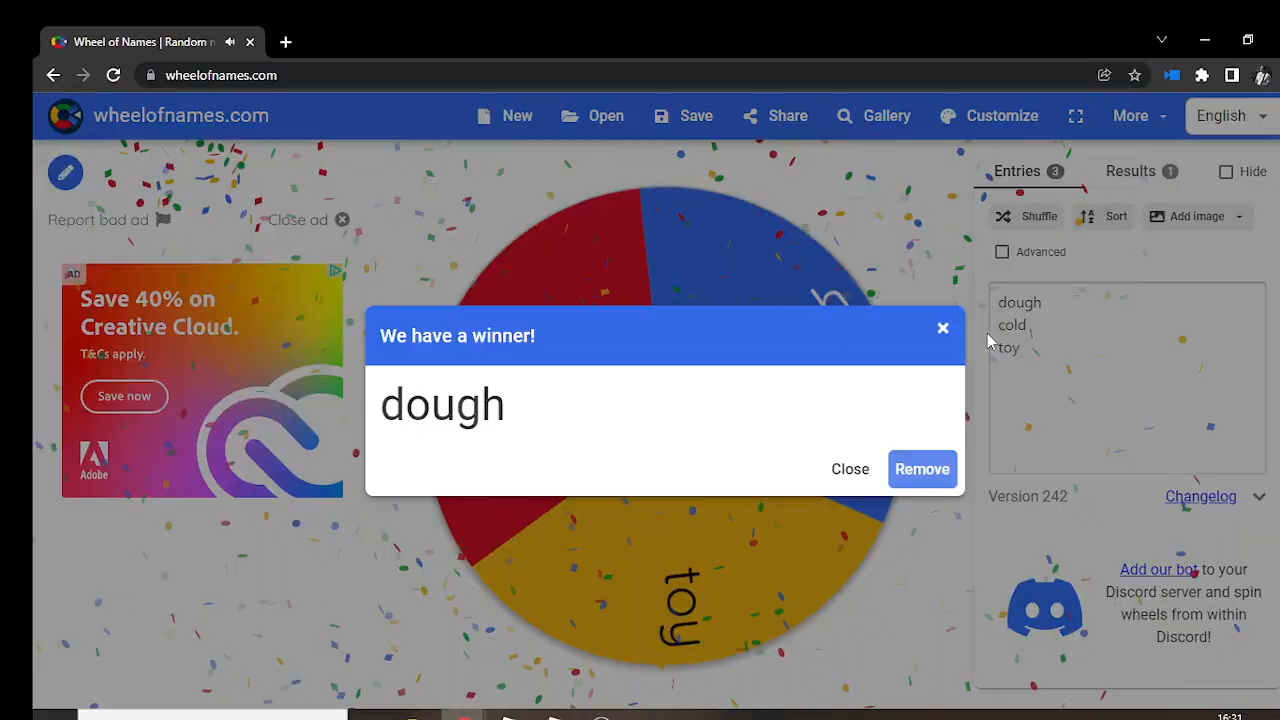 Wheel of Names | Random n
wheelofnames.com
wheelofnames.com
New
Open
Save
Share
Gallery
Customize
More
English
Report bad ad
Close ad
AD
Save 40% on
Creative Cloud.
T&Cs apply.
Save now
Adobe
h
toy
We have a winner!
dough
Close
Remove
Entries 3
Results 1
Hide
Shuffle
Sort
Add image
Advanced
dough
cold
toy
Version 242
Changelog
Add our bot to your
Discord server and spin
wheels from within
Discord!
16:31